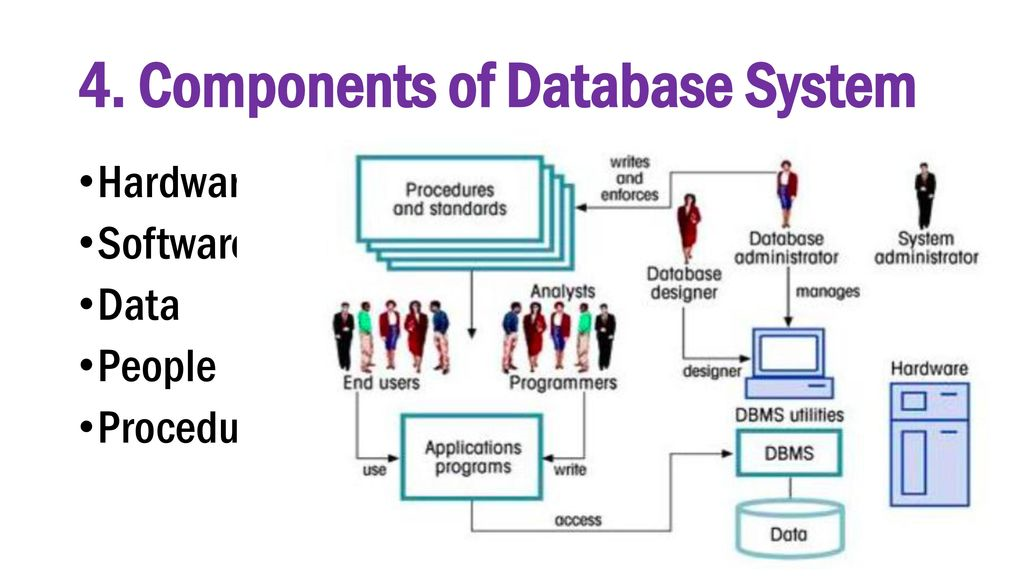 4. Components of Database System
•Hardwar
•Software
•Data
•People
•Procedu
Procedures
and standards
writes
and
enforces
Database
designer
Database
administrator
System
administrator
manages
Analysts
End users
Programmers
designer
Hardware
DBMS utilities
Applications
programs
use
write
DBMS
access
Data